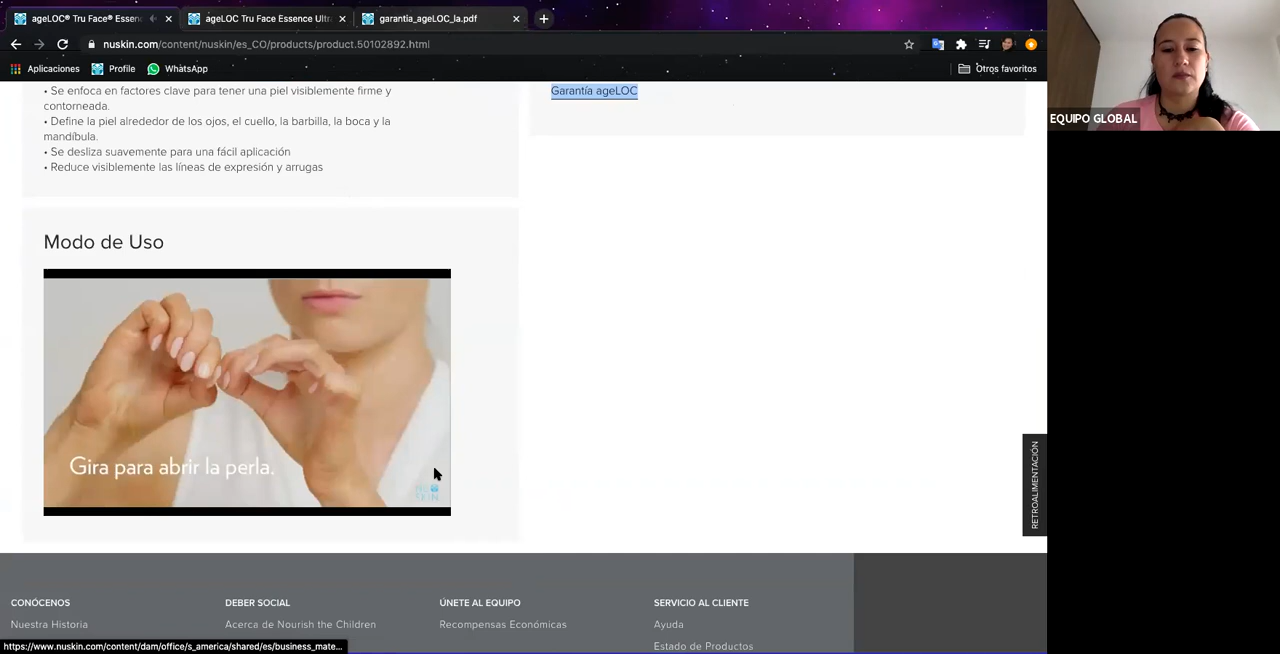 ageLOC® Tru Face® Essenc
ageLOC Tru Face Essence Ultra
garantia_ageLOC_la.pdf
nuskin.com/content/nuskin/es_CO/products/product.50102892.html
Aplicaciones
Profile
WhatsApp
Otros favoritos
• Se enfoca en factores clave para tener una piel visiblemente firme y
contorneada.
• Define la piel alrededor de los ojos, el cuello, la barbilla, la boca y la
mandíbula.
• Se desliza suavemente para una fácil aplicación
• Reduce visiblemente las líneas de expresión y arrugas
Garantía ageLOC
EQUIPO GLOBAL
Modo de Uso
Gira para abrir la perla.
NU SKIN
RETROALIMENTACIÓN
CONÓCENOS
DEBER SOCIAL
ÚNETE AL EQUIPO
SERVICIO AL CLIENTE
Nuestra Historia
Acerca de Nourish the Children
Recompensas Económicas
Ayuda
Estado de Productos
https://www.nuskin.com/content/dam/office/s_america/shared/es/business_mate...